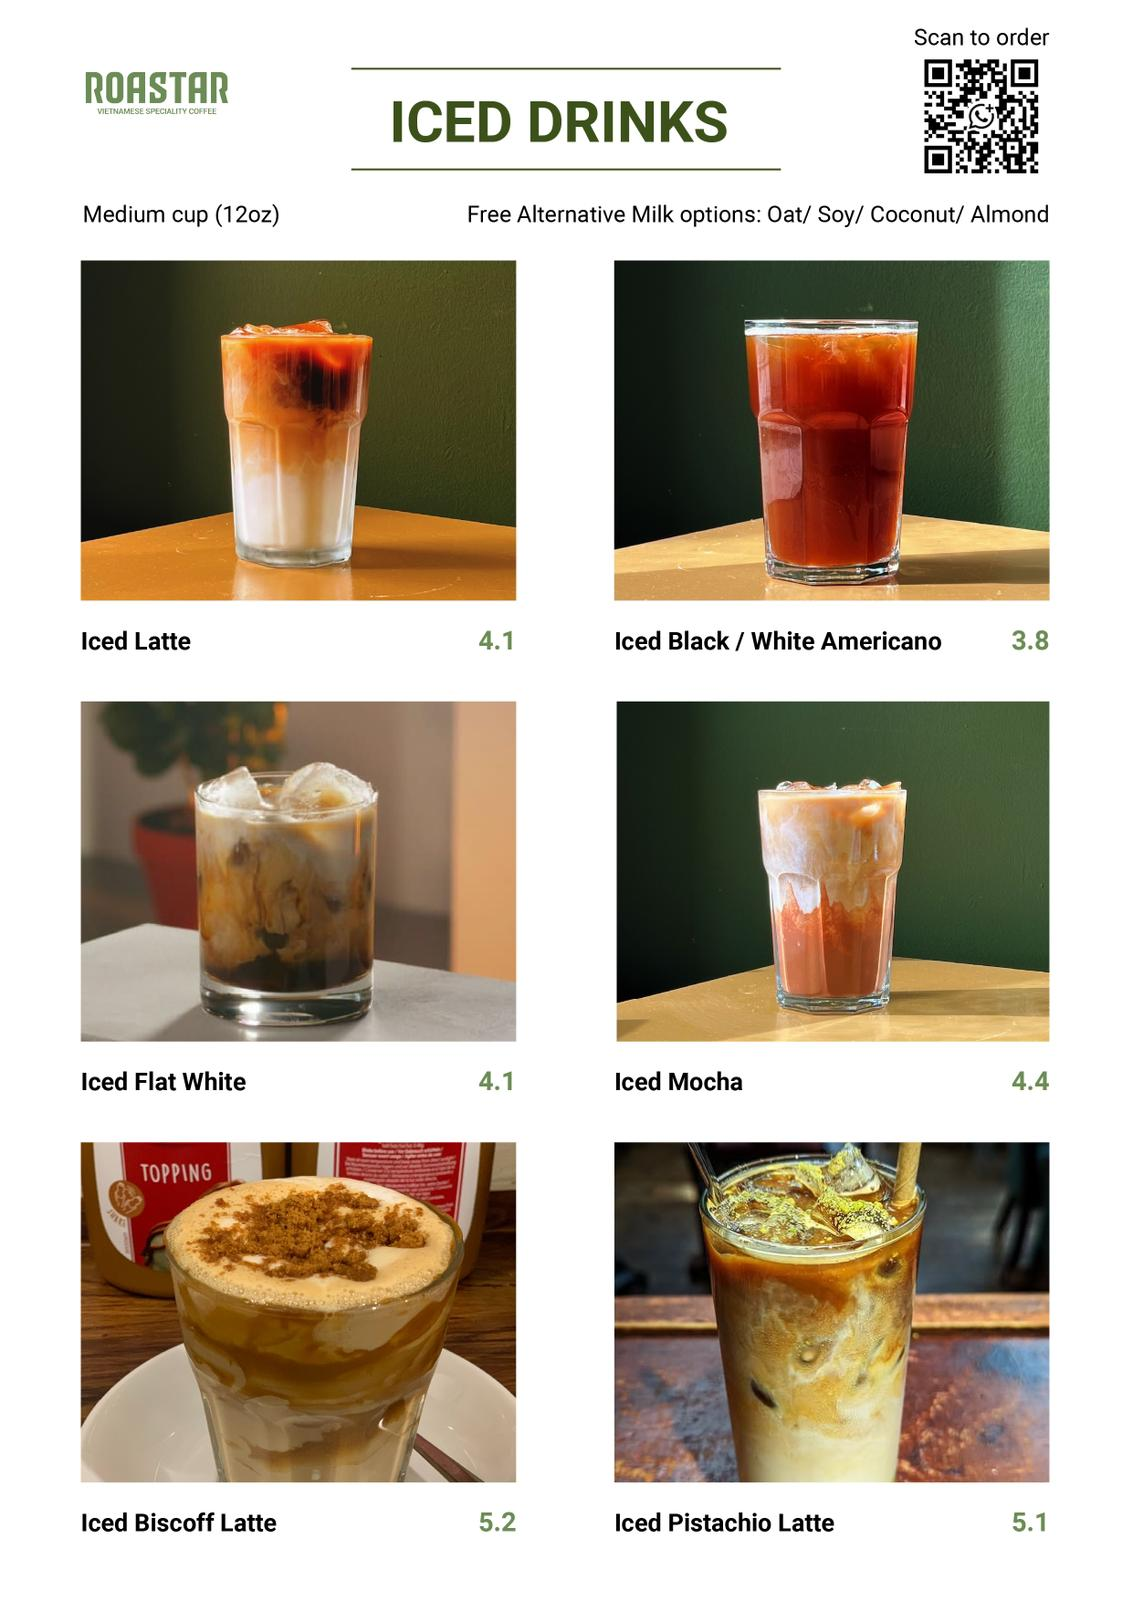 Scan to order
ROASTAR
VIETNAMESE SPECIALITY COFFEE
ICED DRINKS
Medium cup (12oz)
Free Alternative Milk options: Oat/ Soy/ Coconut/ Almond
Iced Latte 4.1
Iced Black / White Americano 3.8
Iced Flat White 4.1
Iced Mocha 4.4
TOPPING
Iced Biscoff Latte 5.2
Iced Pistachio Latte 5.1